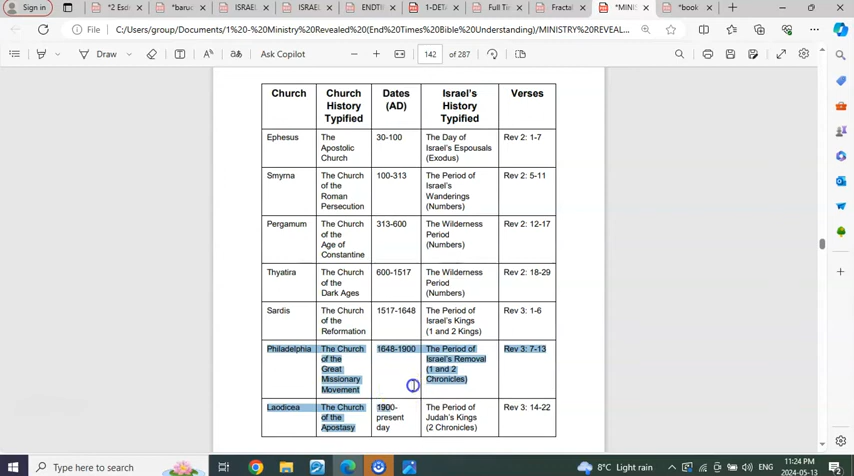 Sign in
*2 Esdr
*baruc
ISRAEL
ISRAEL
ENDTIN
1-DETA
Full Tim
Fractal
*MINIS
*book
File
C:/Users/group/Documents/1%20-%20Ministry%20Revealed(End%20Times%20Bible%20Understanding)/MINISTRY%20REVEAL...
Draw
Ask Copilot
142
of 287
Church
Church History Typified
Dates (AD)
Israel's History Typified
Verses
Ephesus
The
Apostolic
Church
30-100
The Day of
Israel's Espousals
(Exodus)
Rev 2: 1-7
Smyrna
The Church
of the
Roman
Persecution
100-313
The Period of
Israel's
Wanderings
(Numbers)
Rev 2: 5-11
Pergamum
The Church
of the
Age of
Constantine
313-600
The Wilderness
Period
(Numbers)
Rev 2: 12-17
Thyatira
The Church
of the
Dark Ages
600-1517
The Wilderness
Period
(Numbers)
Rev 2: 18-29
Sardis
The Church
of the
Reformation
1517-1648
The Period of
Israel's Kings
(1 and 2 Kings)
Rev 3: 1-6
Philadelphia
The Church
of the
Great
Missionary
Movement
1648-1900
The Period of
Israel's Removal
(1 and 2
Chronicles)
Rev 3: 7-13
Laodicea
The Church
of the
Apostasy
1900-
present
day
The Period of
Judah's Kings
(2 Chronicles)
Rev 3: 14-22
Type here to search
8°C Light rain
ENG
11:24 PM
2024-05-13